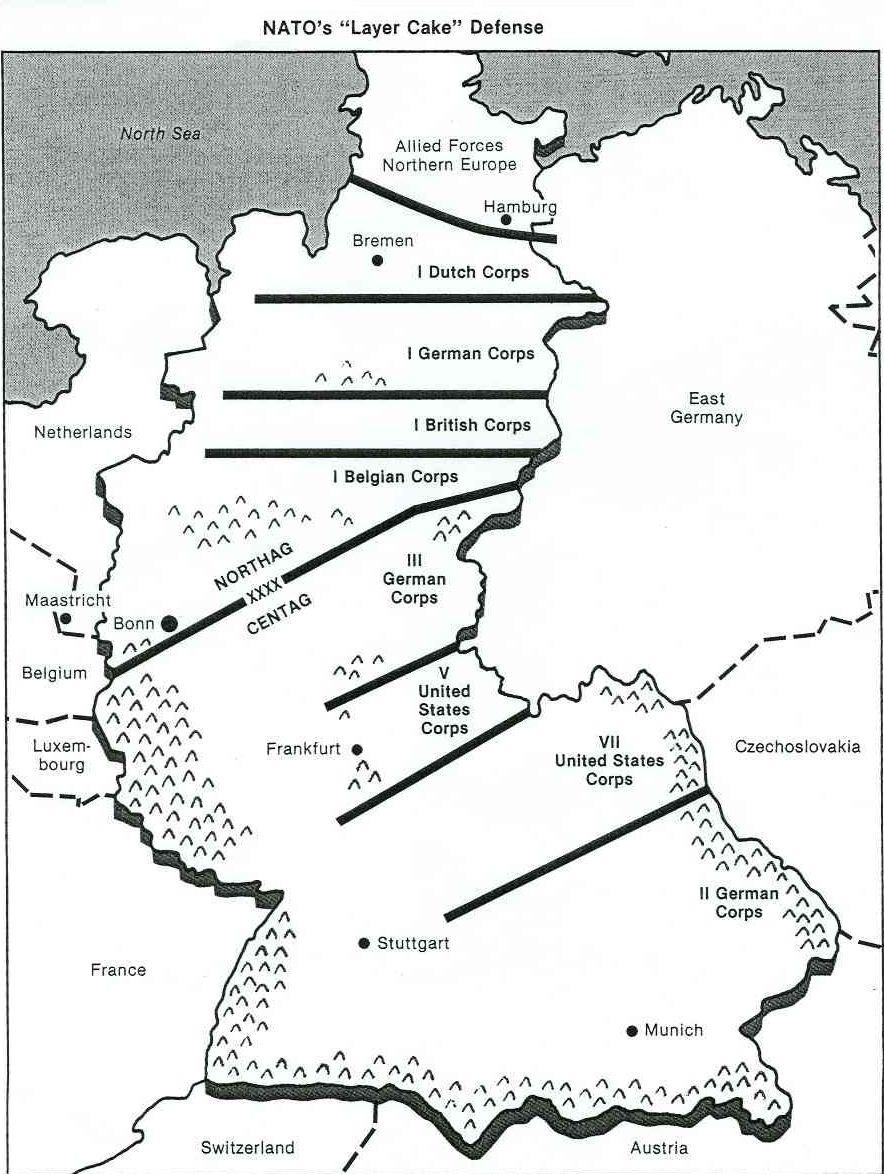 NATO's “Layer Cake” Defense
North Sea
Allied Forces
Northern Europe
Hamburg
Bremen
I Dutch Corps
I German Corps
East
Germany
I British Corps
Netherlands
I Belgian Corps
NORTHAG
XXXX
CENTAG
III
German
Corps
Maastricht
Bonn
Belgium
V
United
States
Corps
Luxem-
bourg
Frankfurt
VII
United States
Corps
Czechoslovakia
II German
Corps
Stuttgart
France
Munich
Switzerland
Austria